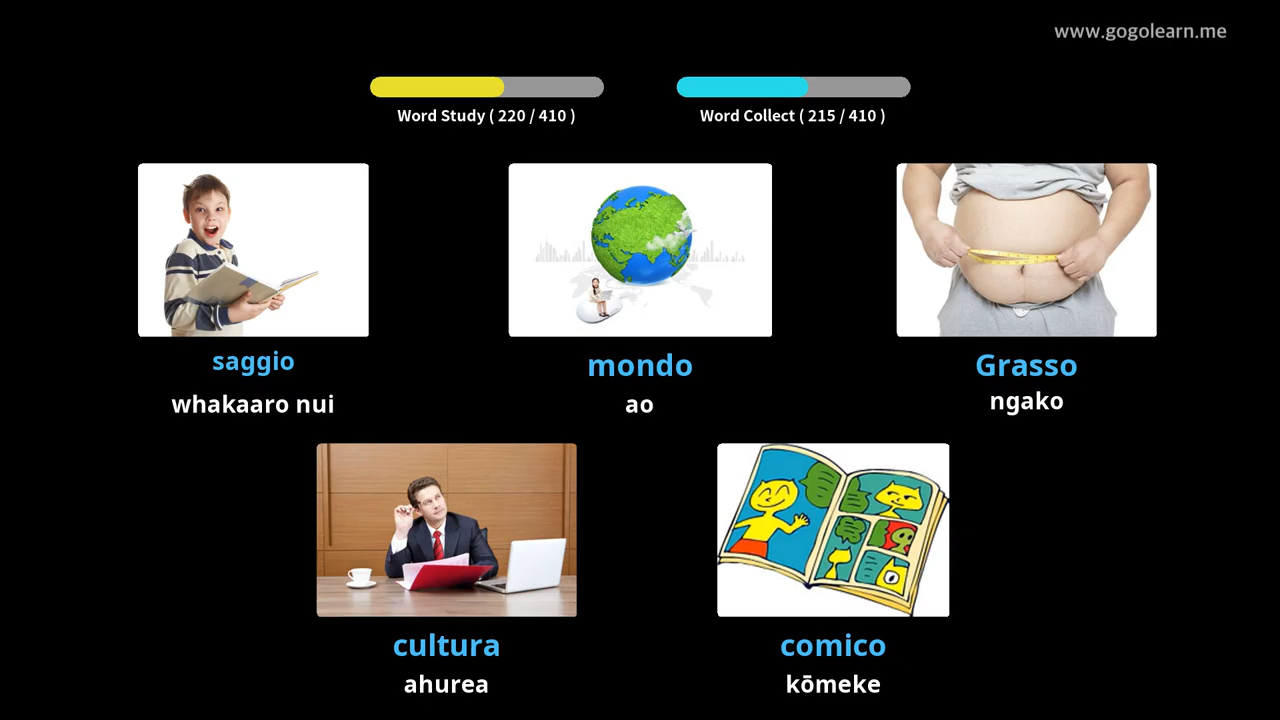 www.gogolearn.me
Word Study ( 220 / 410 )
Word Collect ( 215 / 410 )
saggio
whakaaro nui
mondo
ao
Grasso
ngako
cultura
ahurea
comico
kōmeke